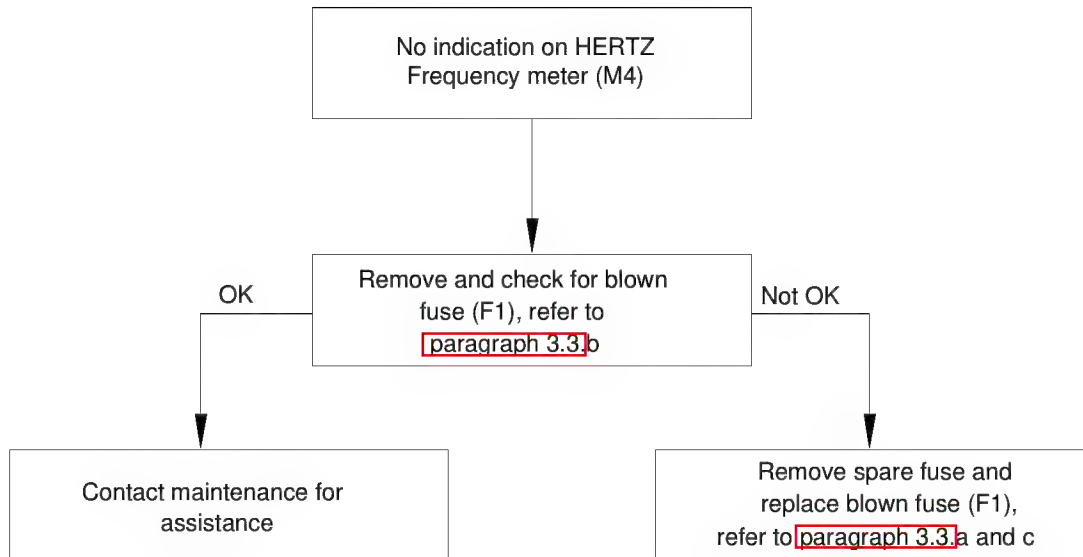 No indication on HERTZ
Frequency meter (M4)
Remove and check for blown
fuse (F1), refer to
paragraph 3.3.b
OK
Not OK
Contact maintenance for
assistance
Remove spare fuse and
replace blown fuse (F1),
refer to paragraph 3.3.a and c